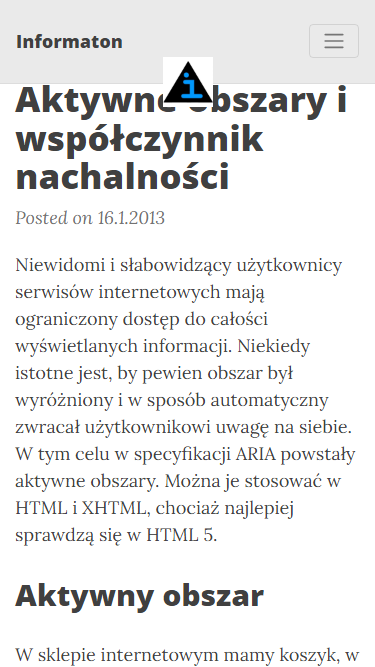 Informaton
Aktywne obszary i
współczynnik
nachalności
Posted on 16.1.2013
Niewidomi i słabowidzący użytkownicy
serwisów internetowych mają
ograniczony dostęp do całości
wyświetlanych informacji. Niekiedy
istotne jest, by pewien obszar był
wyróżniony i w sposób automatyczny
zwracał użytkownikowi uwagę na siebie.
W tym celu w specyfikacji ARIA powstały
aktywne obszary. Można je stosować w
HTML i XHTML, chociaż najlepiej
sprawdzą się w HTML 5.
Aktywny obszar
W sklepie internetowym mamy koszyk, w